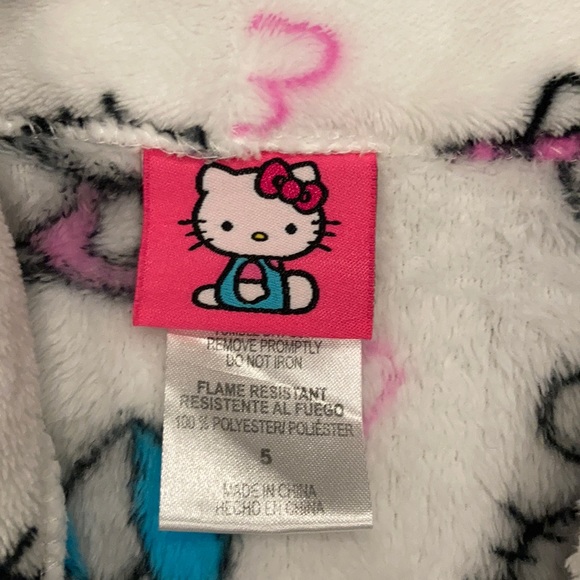 REMOVE PROMPTLY
DO NOT IRON
FLAME RESISTANT
RESISTENTE AL FUEGO
100 % POLYESTER/ POLIÉSTER
5
MADE IN CHINA
HECHO EN CHINA